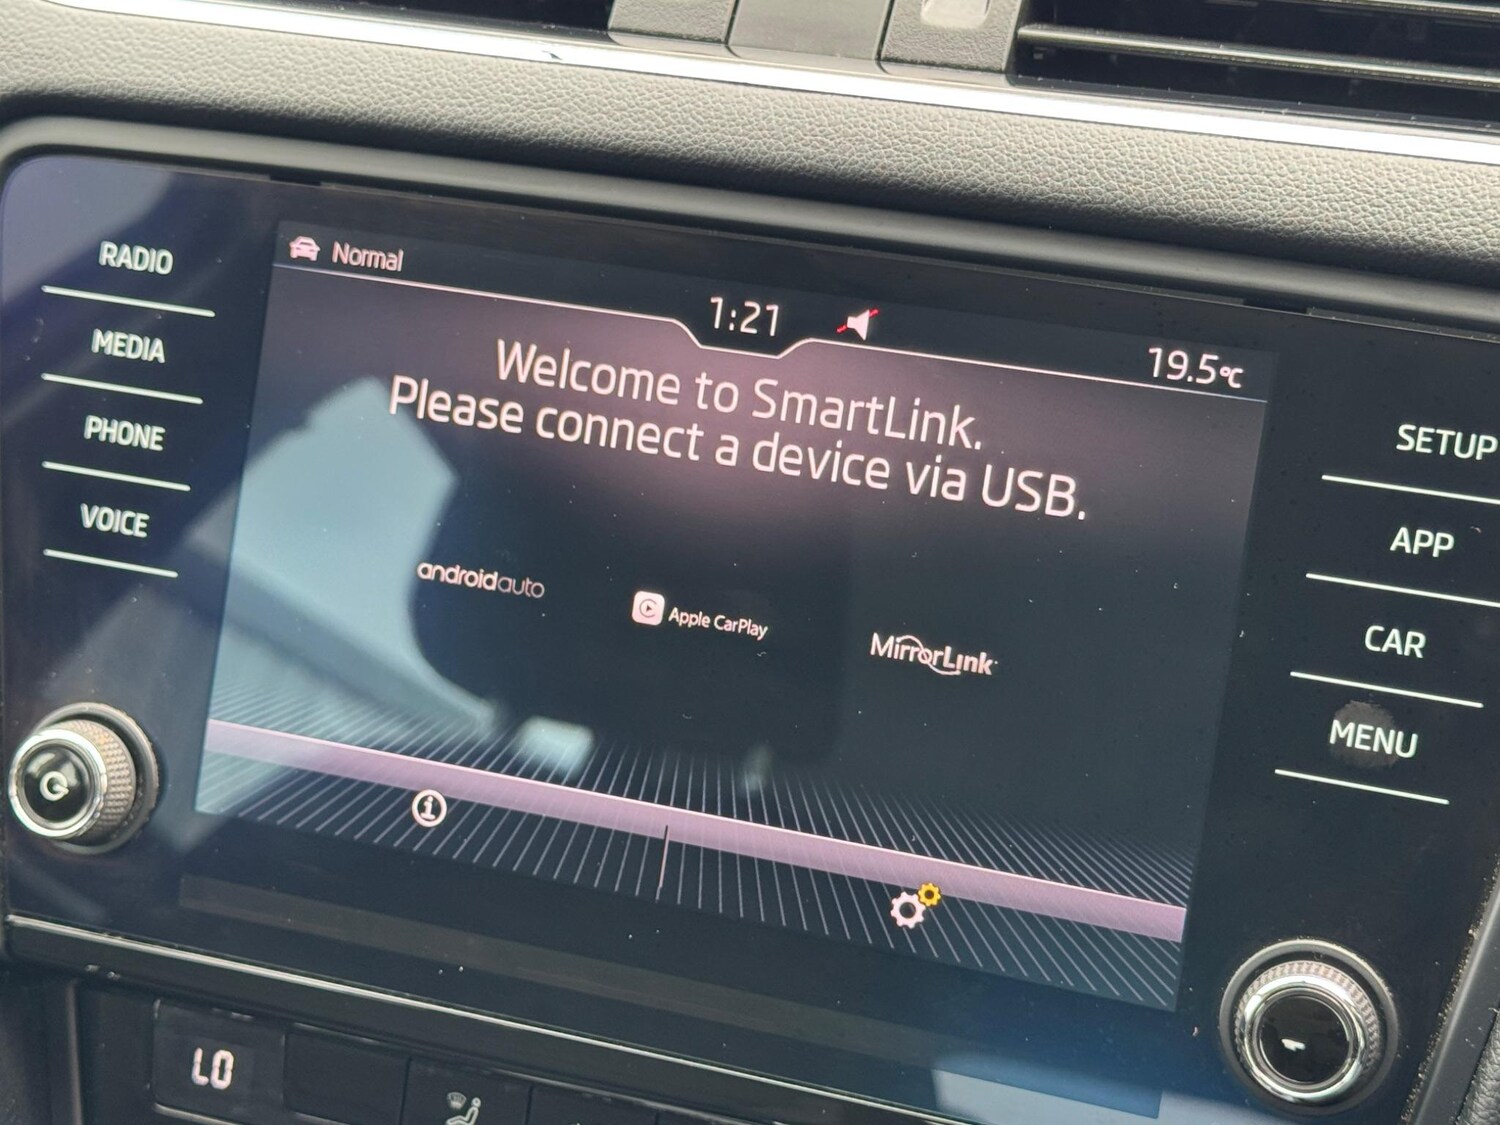 Normal
1:21
19.5°C
Welcome to SmartLink.
Please connect a device via USB.
androidauto
Apple CarPlay
MirrorLink
RADIO
MEDIA
PHONE
VOICE
SETUP
APP
CAR
MENU
LO